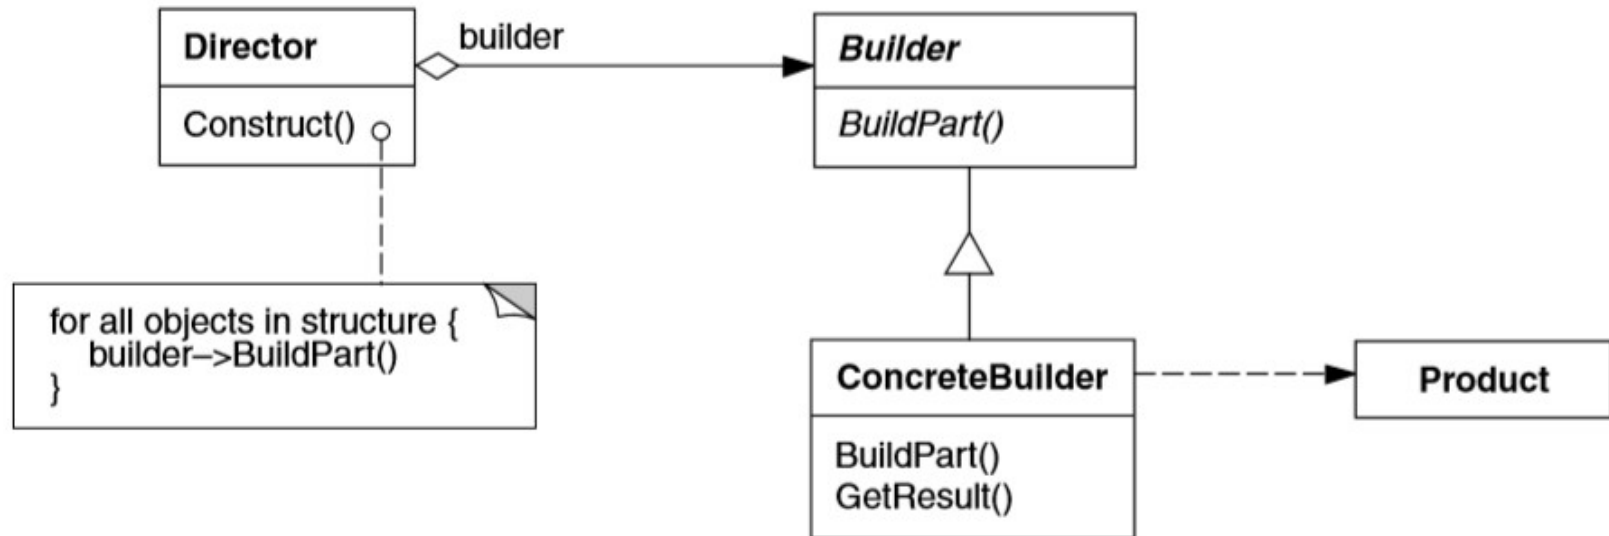 Director
Construct()
builder
Builder
BuildPart()
for all objects in structure {
builder–>BuildPart()
}
ConcreteBuilder
BuildPart()
GetResult()
Product